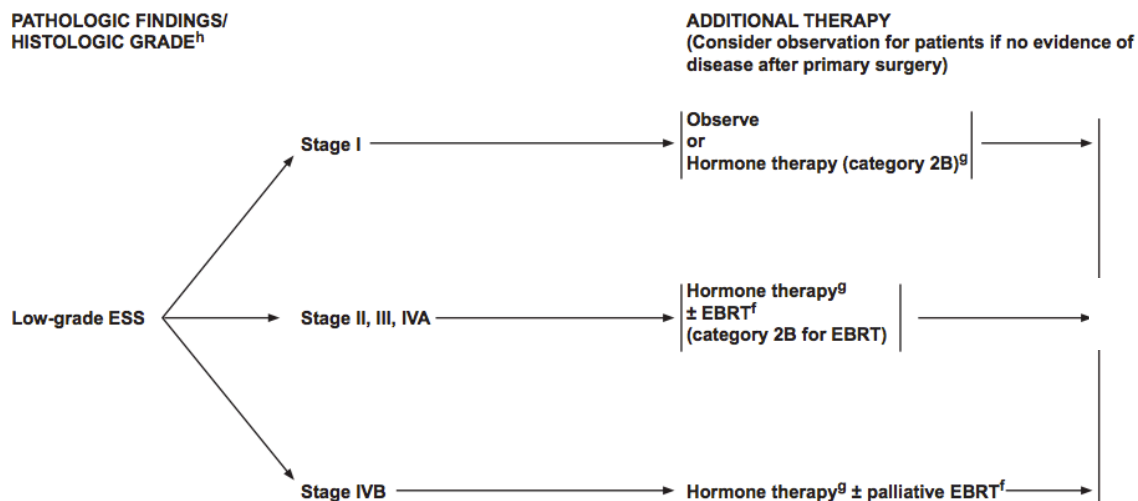 PATHOLOGIC FINDINGS/
HISTOLOGIC GRADEʰ
ADDITIONAL THERAPY
(Consider observation for patients if no evidence of
disease after primary surgery)
Stage I
Observe
or
Hormone therapy (category 2B)ᵍ
Low-grade ESS
Stage II, III, IVA
Hormone therapyᵍ
± EBRTᶠ
(category 2B for EBRT)
Stage IVB
Hormone therapyᵍ ± palliative EBRTᶠ